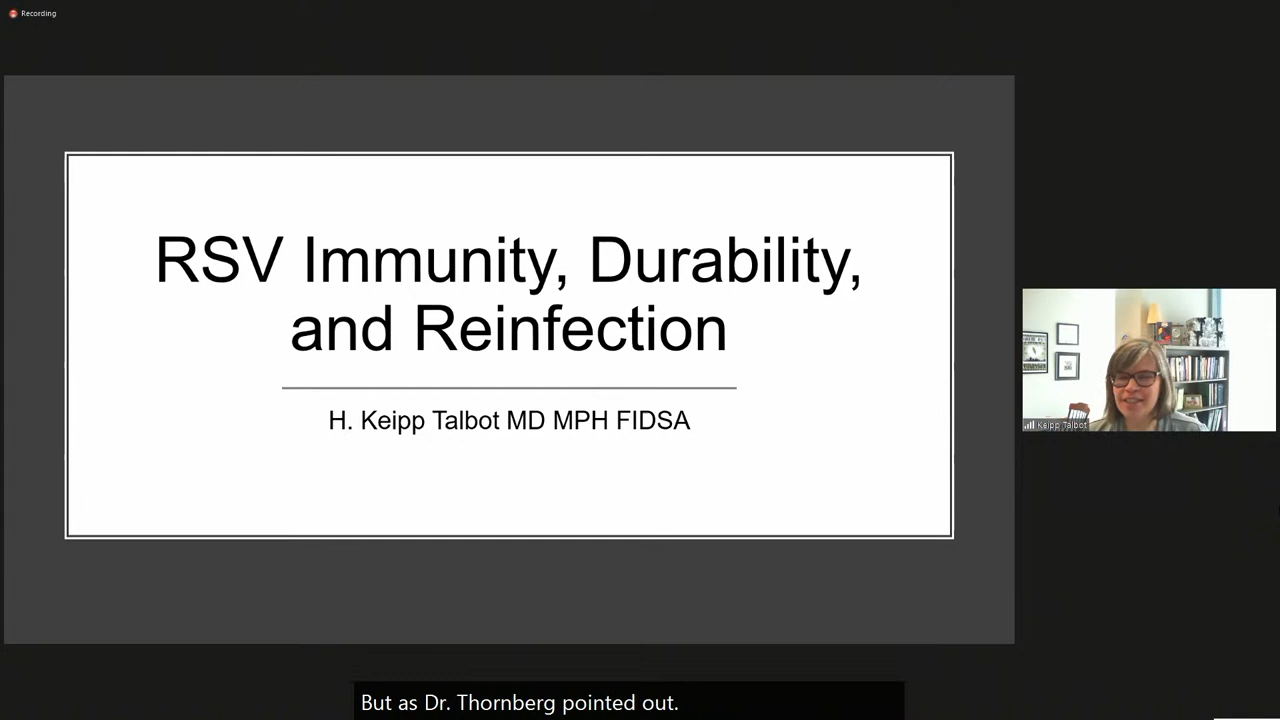 Recording
RSV Immunity, Durability,
and Reinfection
H. Keipp Talbot MD MPH FIDSA
Keipp Talbot
But as Dr. Thornberg pointed out.